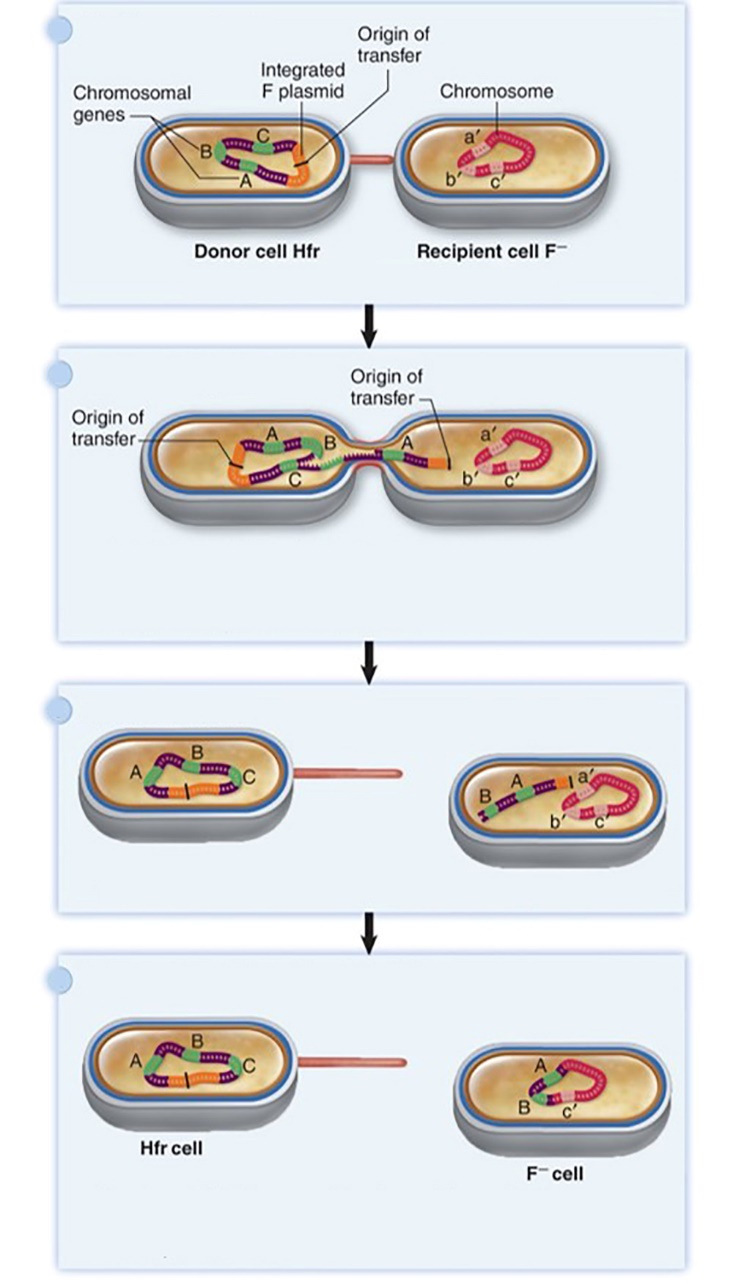 Origin of
transfer
Integrated
F plasmid
Chromosomal
genes
Chromosome
C
B
A
a′
b′
c′
Donor cell Hfr
Recipient cell F−
Origin of
transfer
Origin of
transfer
A
B
C
A
a′
b′
c′
B
A
C
B
A
a′
b′
c′
B
A
C
A
B
c′
Hfr cell
F− cell